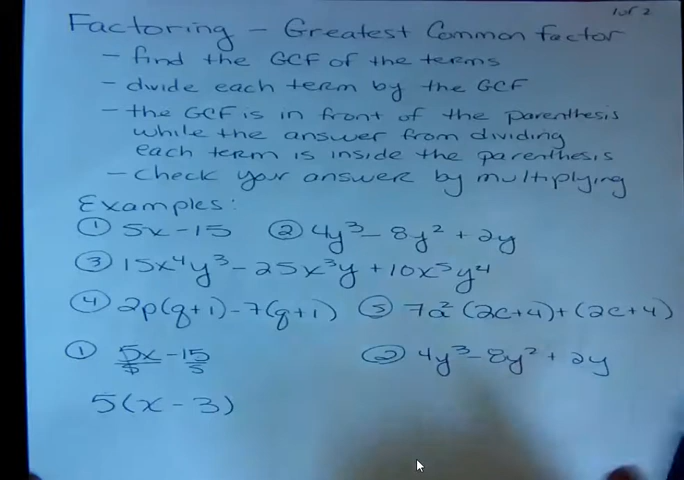 1 of 2
Factoring - Greatest Common factor
- find the GCF of the terms
- divide each term by the GCF
- the GCF is in front of the parenthesis
while the answer from dividing
each term is inside the parenthesis
- Check your answer by multiplying
Examples:
① 5x - 15 ② 4y³ - 8y² + 2y
③ 15x⁴y³ - 25x³y + 10x⁵y⁴
④ 2p(q+1) - 7(q+1) ⑤ 7a²(2c+4) + (2c+4)
① 5x/5 - 15/5 ② 4y³ - 8y² + 2y
5(x - 3)